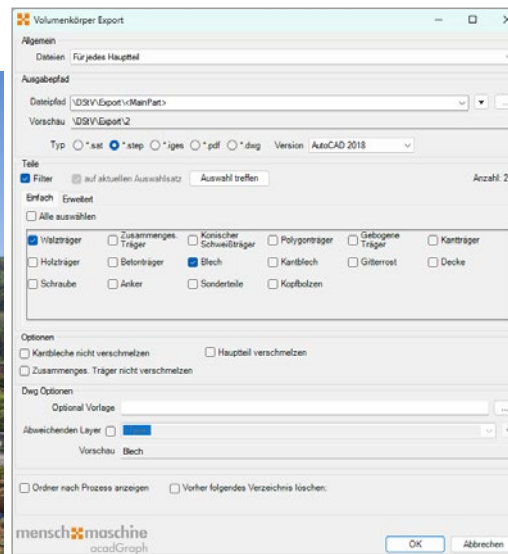 Volumenkörper Export
Allgemein
Dateien Für jedes Hauptteil
Ausgabepfad
Dateipfad \DStV\Export\<MainPart>
Vorschau \DStV\Export\2
Typ *.sat *.step *.iges *.pdf *.dwg Version AutoCAD 2018
Teile
Filter auf aktuellen Auswahlsatz Auswahl treffen Anzahl: 2
Einfach Erweitert
Alle auswählen
Walzträger Zusammenges. Träger Konischer Schweißträger Polygonträger Gebogene Träger Kantträger
Holzträger Betonträger Blech Kantblech Gitterrost Decke
Schraube Anker Sonderteile Kopfbolzen
Optionen
Kantbleche nicht verschmelzen Hauptteil verschmelzen
Zusammenges. Träger nicht verschmelzen
Dwg Optionen
Optional Vorlage ...
Abweichenden Layer
Vorschau Blech
Ordner nach Prozess anzeigen Vorher folgendes Verzeichnis löschen:
mensch maschine
acadGraph
OK Abbrechen